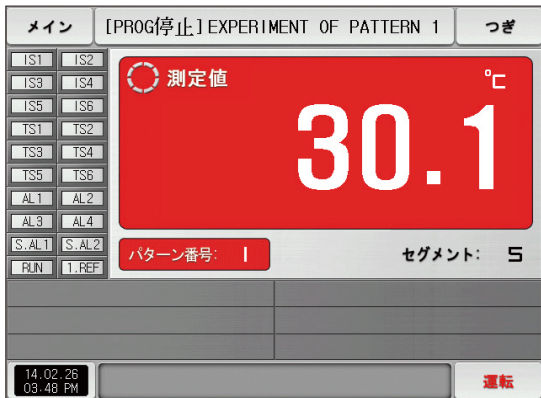 メイン [PROG停止] EXPERIMENT OF PATTERN 1 つぎ
IS1 IS2
IS3 IS4
IS5 IS6
TS1 TS2
TS3 TS4
TS5 TS6
AL1 AL2
AL3 AL4
S.AL1 S.AL2
RUN 1.REF
測定値 ℃
30.1
パターン番号: 1 セグメント: 5
14.02.26
03:48 PM
運転